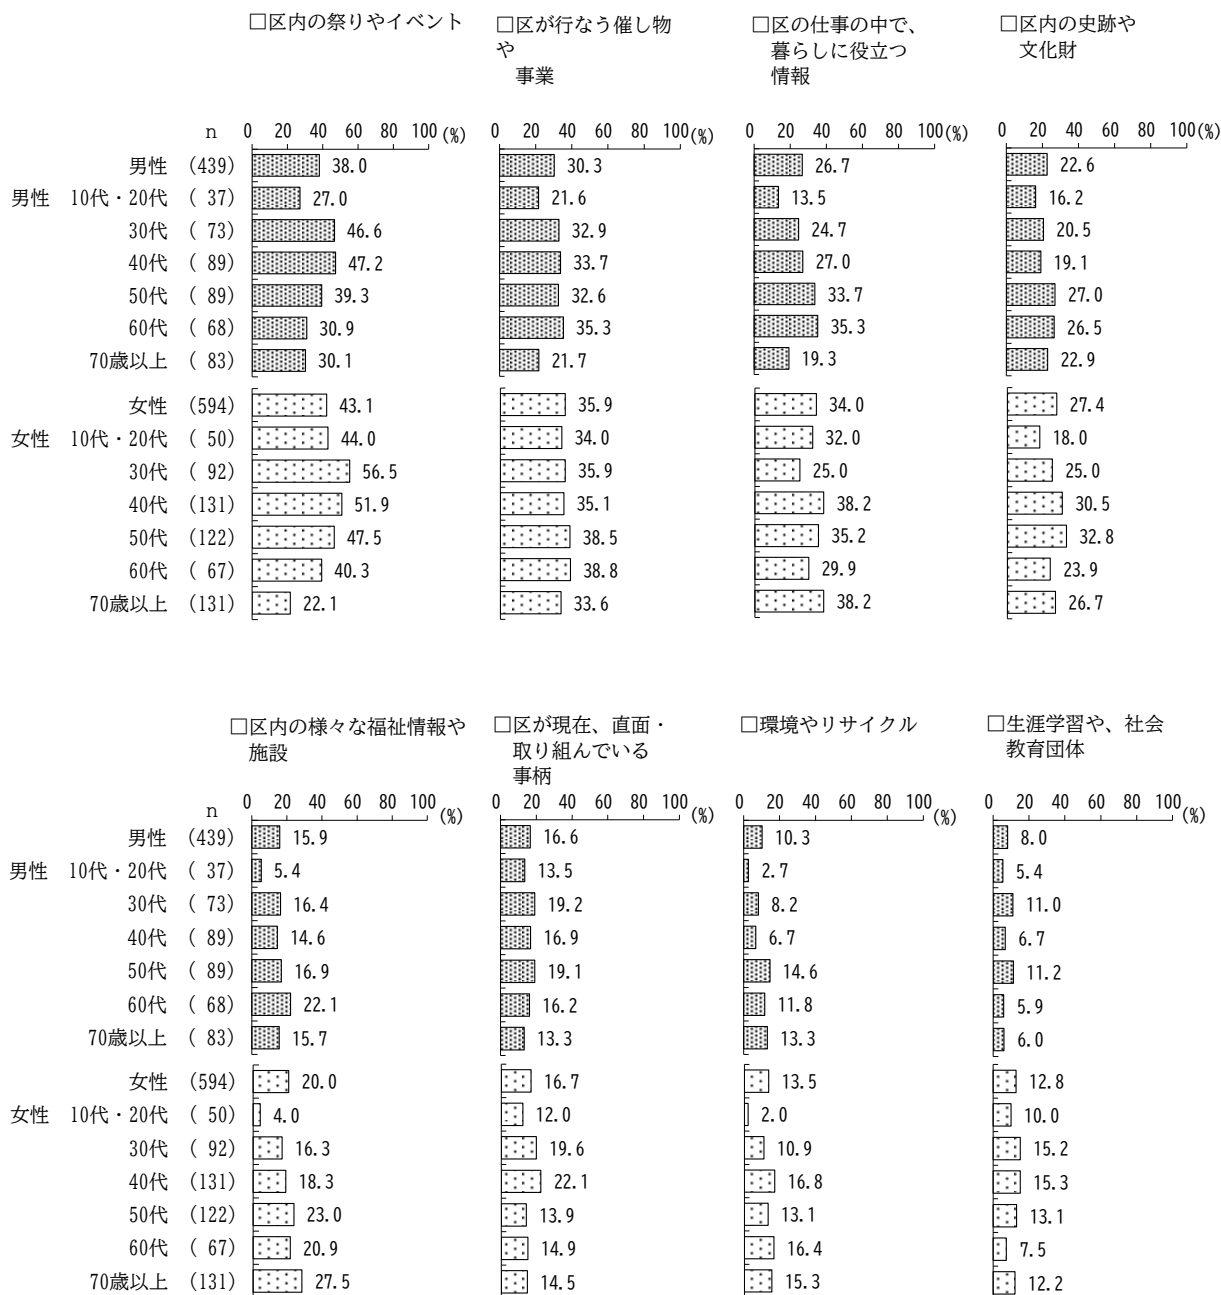 □区内の祭りやイベント
□区が行なう催し物
や
事業
□区の仕事の中で、
暮らしに役立つ
情報
□区内の史跡や
文化財
n 0 20 40 60 80 100(%) 0 20 40 60 80 100(%) 0 20 40 60 80 100(%) 0 20 40 60 80 100(%)
男性 (439) 38.0 30.3 26.7 22.6
男性 10代・20代 ( 37) 27.0 21.6 13.5 16.2
30代 ( 73) 46.6 32.9 24.7 20.5
40代 ( 89) 47.2 33.7 27.0 19.1
50代 ( 89) 39.3 32.6 33.7 27.0
60代 ( 68) 30.9 35.3 35.3 26.5
70歳以上 ( 83) 30.1 21.7 19.3 22.9
女性 (594) 43.1 35.9 34.0 27.4
女性 10代・20代 ( 50) 44.0 34.0 32.0 18.0
30代 ( 92) 56.5 35.9 25.0 25.0
40代 (131) 51.9 35.1 38.2 30.5
50代 (122) 47.5 38.5 35.2 32.8
60代 ( 67) 40.3 38.8 29.9 23.9
70歳以上 (131) 22.1 33.6 38.2 26.7
□区内の様々な福祉情報や
施設
□区が現在、直面・
取り組んでいる
事柄
□環境やリサイクル
□生涯学習や、社会
教育団体
n 0 20 40 60 80 100(%) 0 20 40 60 80 100(%) 0 20 40 60 80 100(%) 0 20 40 60 80 100(%)
男性 (439) 15.9 16.6 10.3 8.0
男性 10代・20代 ( 37) 5.4 13.5 2.7 5.4
30代 ( 73) 16.4 19.2 8.2 11.0
40代 ( 89) 14.6 16.9 6.7 6.7
50代 ( 89) 16.9 19.1 14.6 11.2
60代 ( 68) 22.1 16.2 11.8 5.9
70歳以上 ( 83) 15.7 13.3 13.3 6.0
女性 (594) 20.0 16.7 13.5 12.8
女性 10代・20代 ( 50) 4.0 12.0 2.0 10.0
30代 ( 92) 16.3 19.6 10.9 15.2
40代 (131) 18.3 22.1 16.8 15.3
50代 (122) 23.0 13.9 13.1 13.1
60代 ( 67) 20.9 14.9 16.4 7.5
70歳以上 (131) 27.5 14.5 15.3 12.2